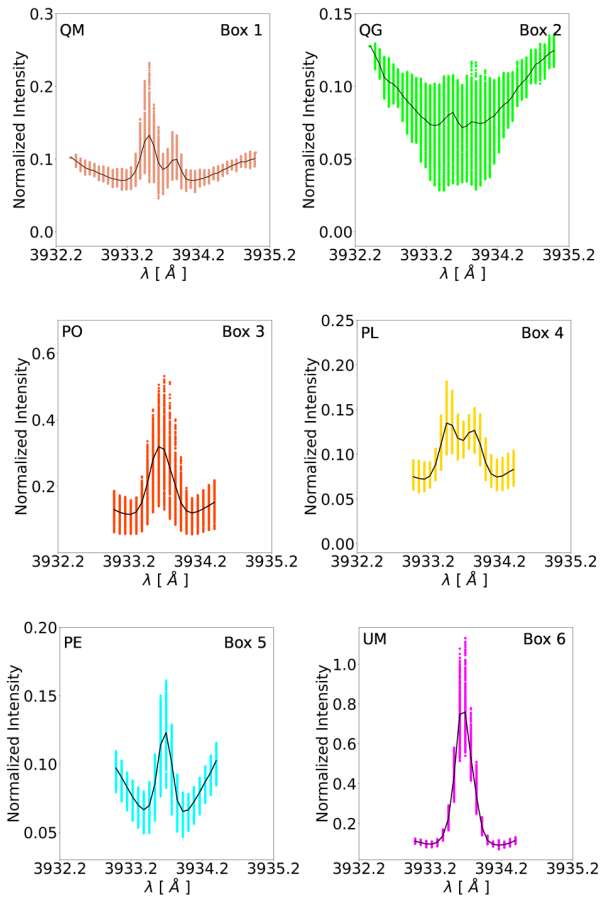 QM Box 1
Normalized Intensity
0.3
0.2
0.1
0.0
3932.2 3933.2 3934.2 3935.2
λ [ Å ]
QG Box 2
Normalized Intensity
0.15
0.10
0.05
0.00
3932.2 3933.2 3934.2 3935.2
λ [ Å ]
PO Box 3
Normalized Intensity
0.6
0.4
0.2
3932.2 3933.2 3934.2 3935.2
λ [ Å ]
PL Box 4
Normalized Intensity
0.25
0.20
0.15
0.10
0.05
0.00
3932.2 3933.2 3934.2 3935.2
λ [ Å ]
PE Box 5
Normalized Intensity
0.20
0.15
0.10
0.05
3932.2 3933.2 3934.2 3935.2
λ [ Å ]
UM Box 6
Normalized Intensity
1.0
0.8
0.6
0.4
0.2
3932.2 3933.2 3934.2 3935.2
λ [ Å ]